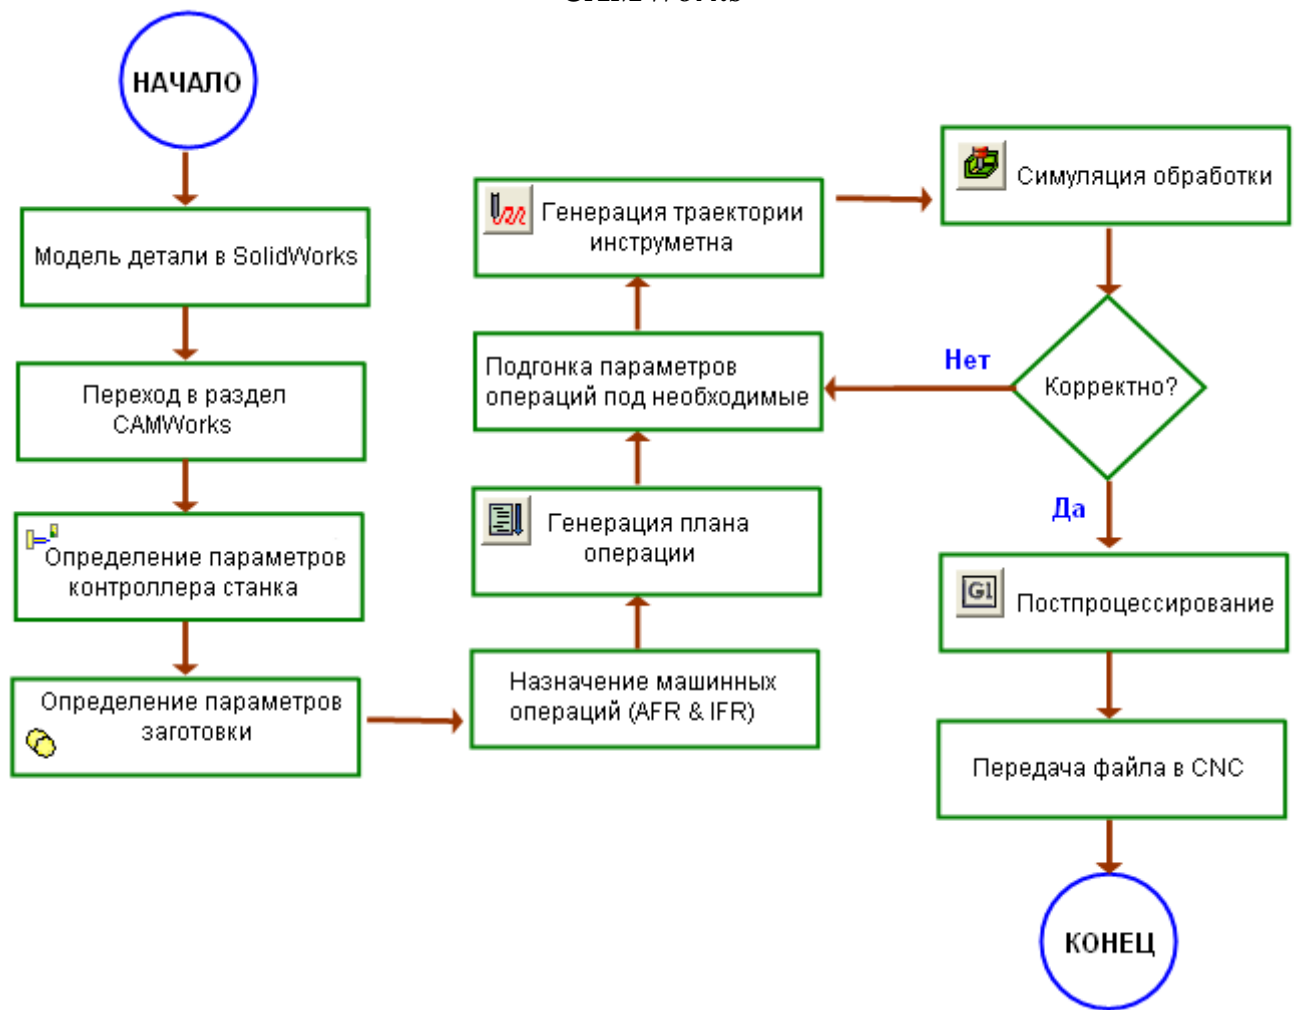 CAMWorks
НАЧАЛО
Модель детали в SolidWorks
Переход в раздел
CAMWorks
Определение параметров
контроллера станка
Определение параметров
заготовки
Назначение машинных
операций (AFR & IFR)
Генерация плана
операции
Подгонка параметров
операций под необходимые
Генерация траектории
инструметна
Симуляция обработки
Корректно?
Нет
Да
G1
Постпроцессирование
Передача файла в CNC
КОНЕЦ